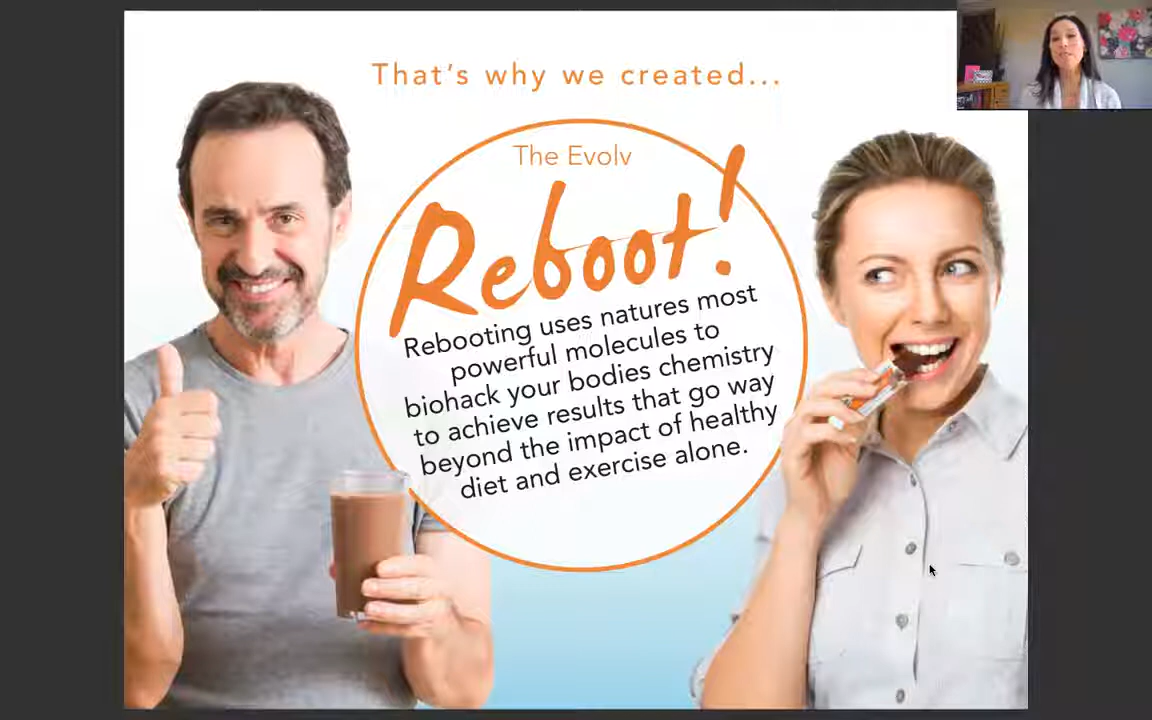 That's why we created...
The Evolv
Reboot!
Rebooting uses natures most
powerful molecules to
biohack your bodies chemistry
to achieve results that go way
beyond the impact of healthy
diet and exercise alone.